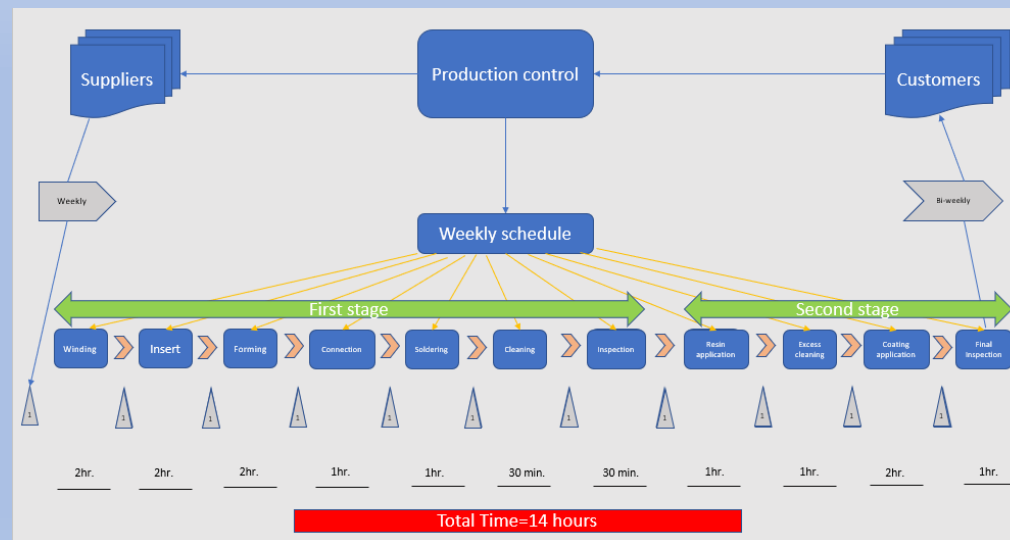 Suppliers
Production control
Customers
Weekly
Bi-weekly
Weekly schedule
First stage
Second stage
Winding
Insert
Forming
Connection
Soldering
Cleaning
Inspection
Resin
application
Excess
cleaning
Coating
application
Final
Inspection
1
1
1
1
1
1
1
1
1
1
1
2hr.
2hr.
2hr.
1hr.
1hr.
30 min.
30 min.
1hr.
1hr.
2hr.
1hr.
Total Time=14 hours